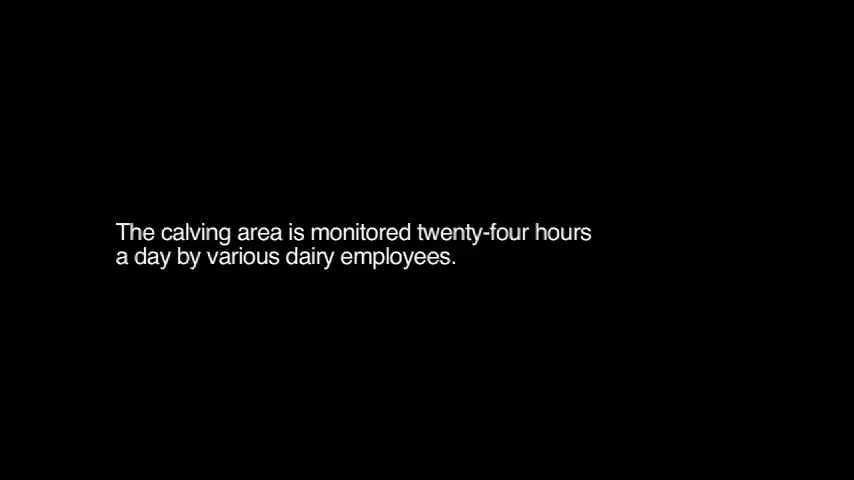 The calving area is monitored twenty-four hours
a day by various dairy employees.